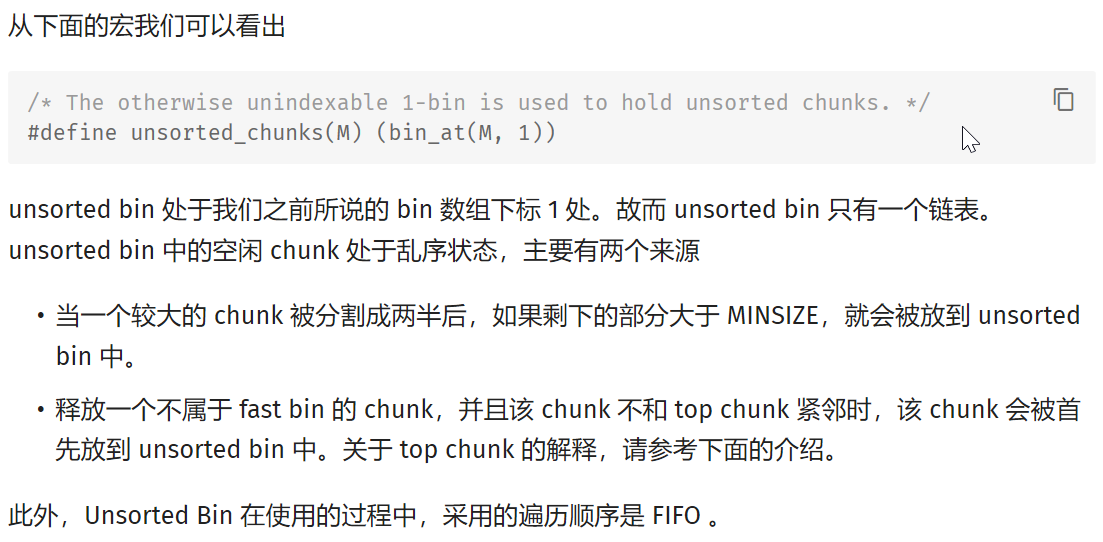 从下面的宏我们可以看出
/* The otherwise unindexable 1-bin is used to hold unsorted chunks. */
#define unsorted_chunks(M) (bin_at(M, 1))
unsorted bin 处于我们之前所说的 bin 数组下标 1 处。故而 unsorted bin 只有一个链表。
unsorted bin 中的空闲 chunk 处于乱序状态，主要有两个来源
• 当一个较大的 chunk 被分割成两半后，如果剩下的部分大于 MINSIZE，就会被放到 unsorted
bin 中。
• 释放一个不属于 fast bin 的 chunk，并且该 chunk 不和 top chunk 紧邻时，该 chunk 会被首
先放到 unsorted bin 中。关于 top chunk 的解释，请参考下面的介绍。
此外，Unsorted Bin 在使用的过程中，采用的遍历顺序是 FIFO 。